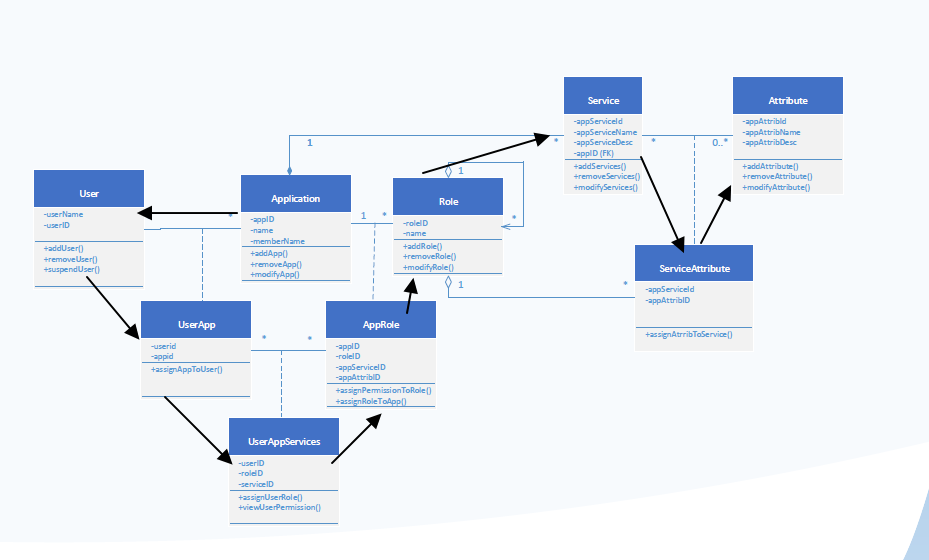 Service
-appServiceId
-appServiceName
-appServiceDesc
-appID (FK)
+addServices()
+removeServices()
+modifyServices()
Attribute
-appAttribId
-appAttribName
-appAttribDesc
+addAttribute()
+removeAttribute()
+modifyAttribute()
1
*
*
0..*
User
-userName
-userID
+addUser()
+removeUser()
+suspendUser()
*
Application
-appID
-name
-memberName
+addApp()
+removeApp()
+modifyApp()
1
*
Role
-roleID
-name
+addRole()
+removeRole()
+modifyRole()
1
*
1
*
ServiceAttribute
-appServiceId
-appAttribID
+assignAtrribToService()
UserApp
-userid
-appid
+assignAppToUser()
*
*
AppRole
-appID
-roleID
-appServiceID
-appAttribID
+assignPermissionToRole()
+assignRoleToApp()
UserAppServices
-userID
-roleID
-serviceID
+assignUserRole()
+viewUserPermission()